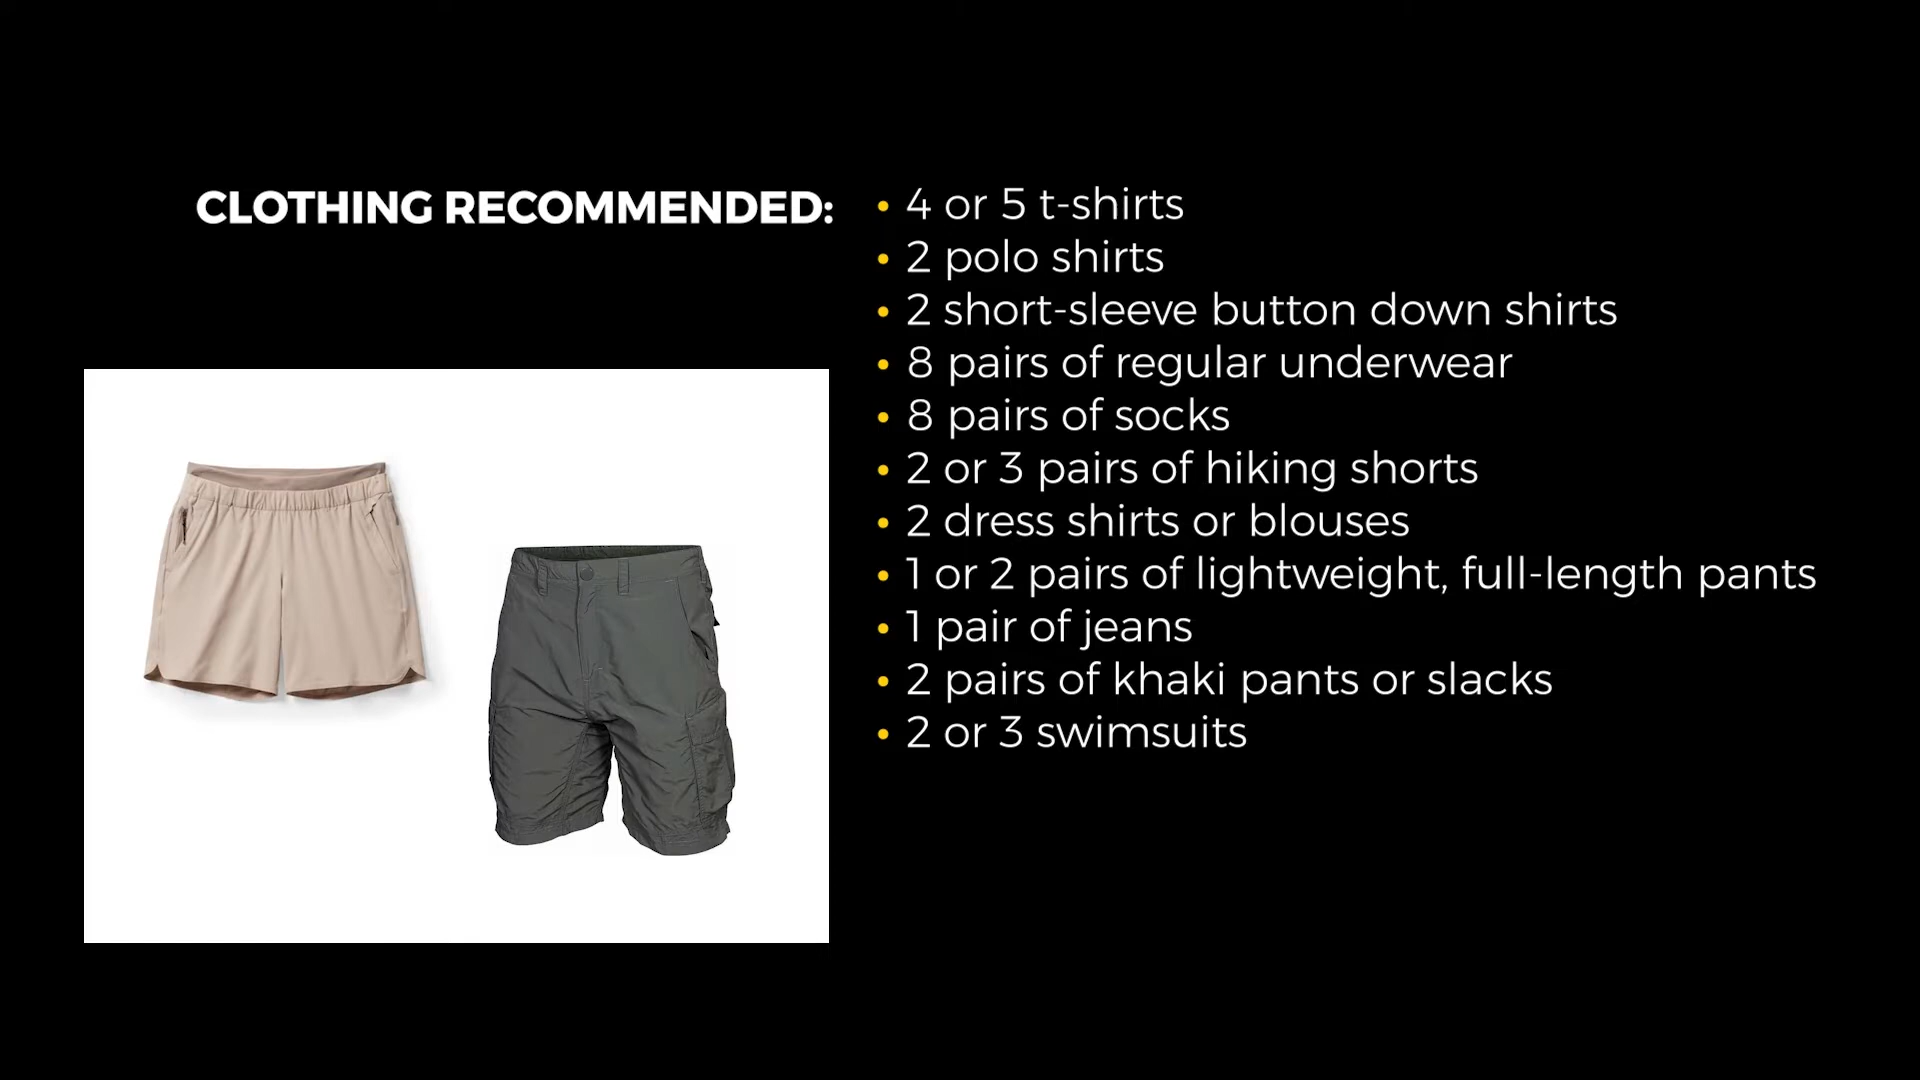 CLOTHING RECOMMENDED:
• 4 or 5 t-shirts
• 2 polo shirts
• 2 short-sleeve button down shirts
• 8 pairs of regular underwear
• 8 pairs of socks
• 2 or 3 pairs of hiking shorts
• 2 dress shirts or blouses
• 1 or 2 pairs of lightweight, full-length pants
• 1 pair of jeans
• 2 pairs of khaki pants or slacks
• 2 or 3 swimsuits